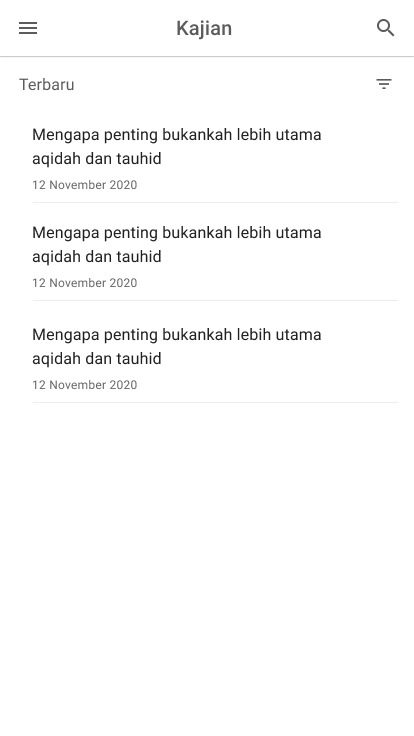 Kajian
Terbaru
Mengapa penting bukankah lebih utama
aqidah dan tauhid
12 November 2020
Mengapa penting bukankah lebih utama
aqidah dan tauhid
12 November 2020
Mengapa penting bukankah lebih utama
aqidah dan tauhid
12 November 2020